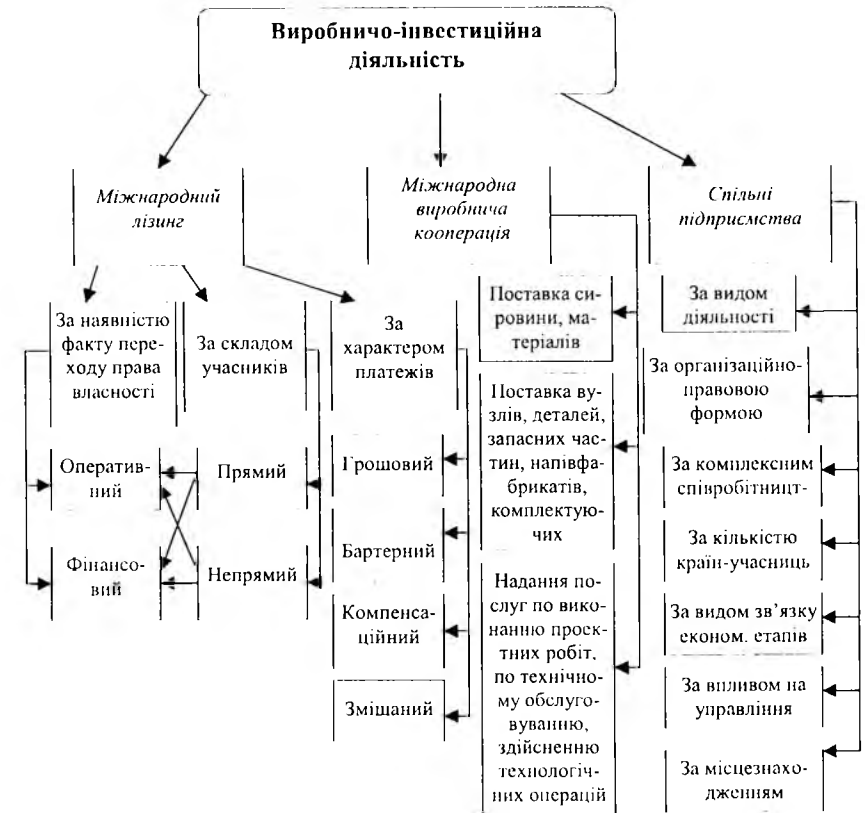 Виробничо-інвестиційна
діяльність
Міжнародний
лізинг
Міжнародна
виробнича
кооперація
Спільні
підприємства
За наявністю
факту пере-
ходу права
власності
За складом
учасників
За
характером
платежів
Оператив-
ний
Фінансо-
вий
Прямий
Непрямий
Грошовий
Бартерний
Компенса-
ційний
Змішаний
Поставка си-
ровини, ма-
теріалів
Поставка ву-
злів, деталей,
запасних час-
тин, напівфа-
брикатів,
комплектую-
чих
Надання по-
слуг по вико-
нанню проек-
тних робіт,
по технічно-
му обслуго-
вуванню,
здійсненню
технологіч-
них операцій
За видом
діяльності
За організаційно-
правовою
формою
За комплексним
співробітницт-
За кількістю
країн-учасниць
За видом зв’язку
економ. етапів
За впливом на
управління
За місцезнахо-
дженням